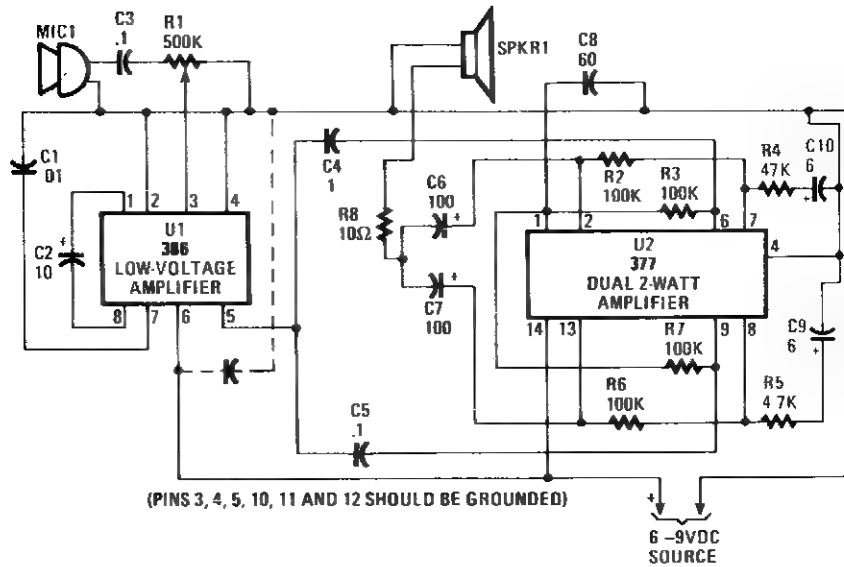 MIC1
C3
.1
R1
500K
SPKR1
C8
60
C1
01
C4
1
R4
47K
C10
6
R2
100K
R3
100K
C6
100
R8
10Ω
1 2 3 4
U1
386
LOW-VOLTAGE
AMPLIFIER
8 7 6 5
C2
10
1 2 6 7
U2
377
DUAL 2-WATT
AMPLIFIER
4
14 13 9 8
C7
100
C9
6
R7
100K
R6
100K
R5
4 7K
C5
.1
(PINS 3, 4, 5, 10, 11 AND 12 SHOULD BE GROUNDED)
6 –9VDC
SOURCE